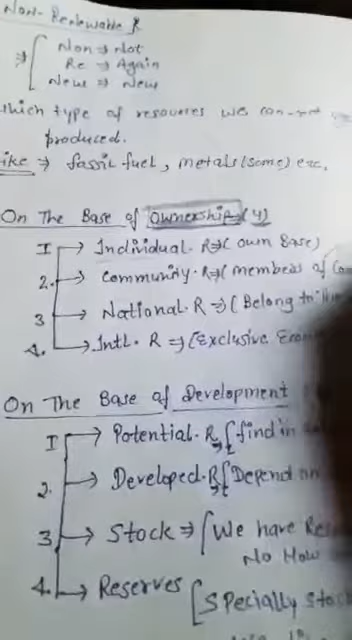 Non-Renewable R
⇒ Non → Not
Re → Again
New → New
which type of resources we can-not
produced.
like ⇒ fassil fuel, metals (some) exc.
On The Base of Ownership → (4)
1 → Individual. R → (own Base)
2. → Community. R → (members of
3 → National. R → (Belong to
4. → Intl. R ⇒ (Exclusive
On The Base of Development
1 → Potential. R → find in
2. → Developed. R → Depend on
3. → Stock ⇒ We have
No How
4. → Reserves [Specially Stock